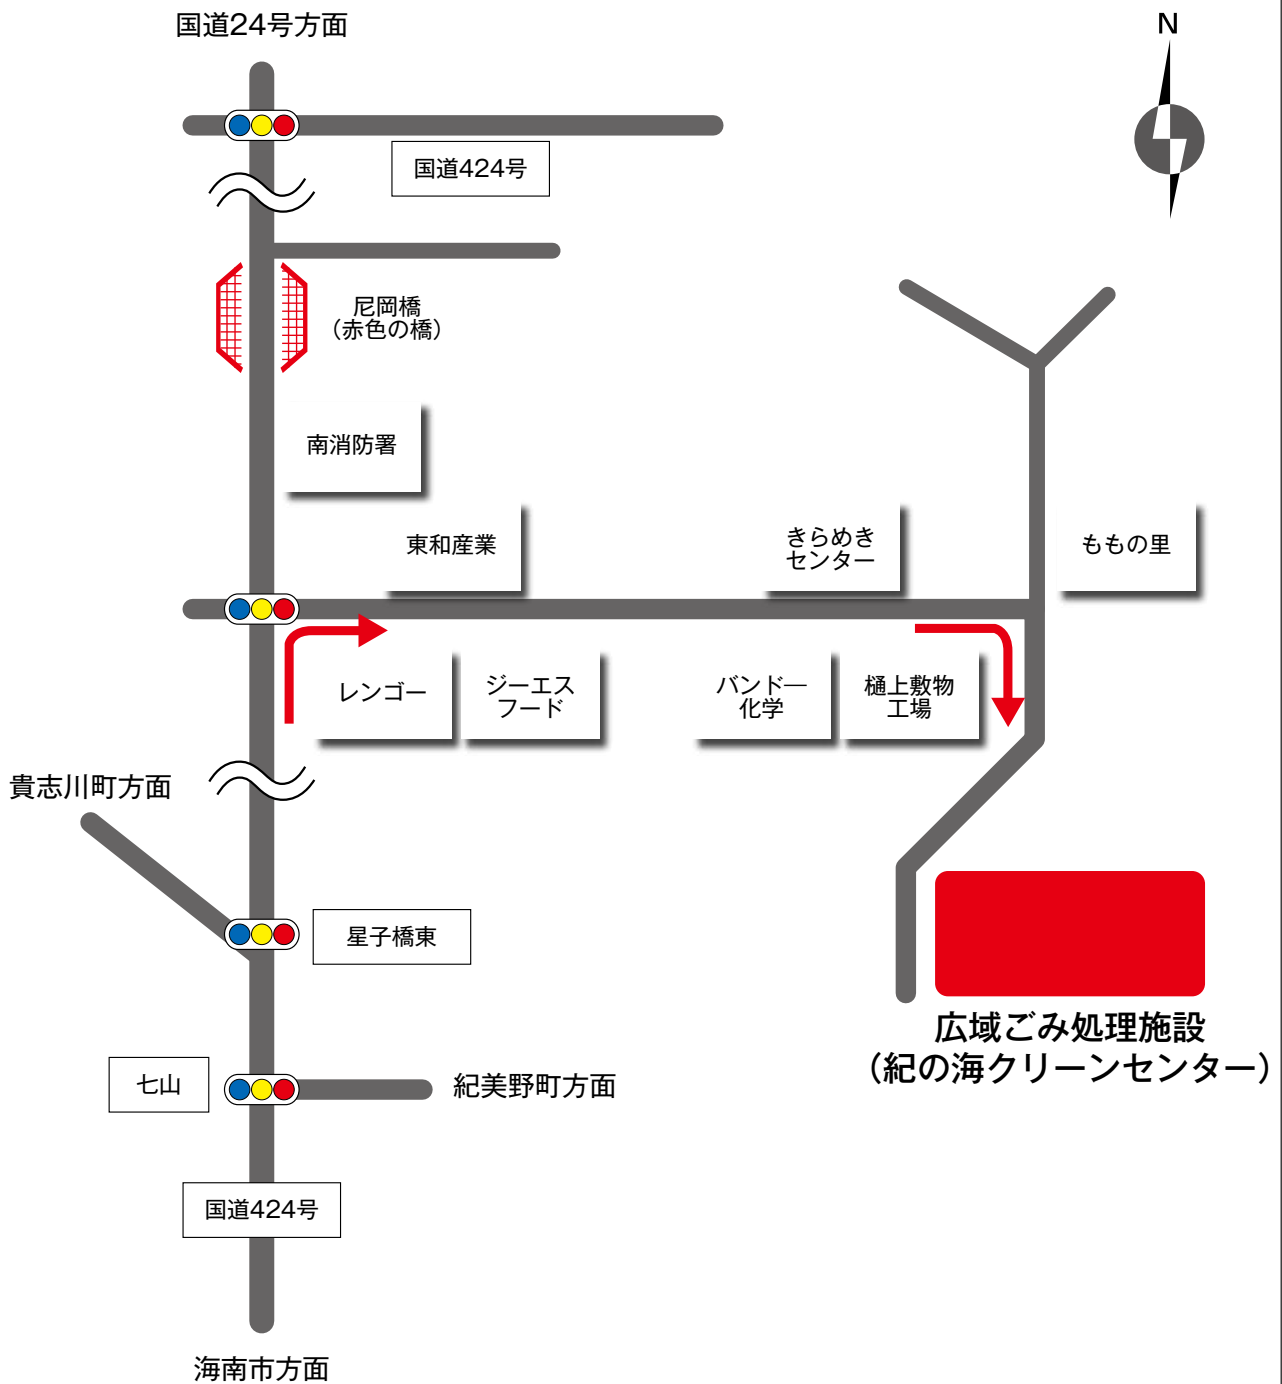 国道24号方面
N
国道424号
尼岡橋
（赤色の橋）
南消防署
東和産業
きらめき
センター
ももの里
レンゴー
ジーエス
フード
バンドー
化学
樋上敷物
工場
貴志川町方面
星子橋東
広域ごみ処理施設
（紀の海クリーンセンター）
七山
紀美野町方面
国道424号
海南市方面